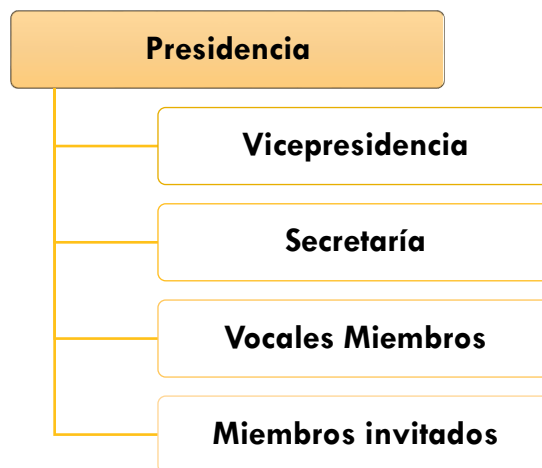 Presidencia
Vicepresidencia
Secretaría
Vocales Miembros
Miembros invitados